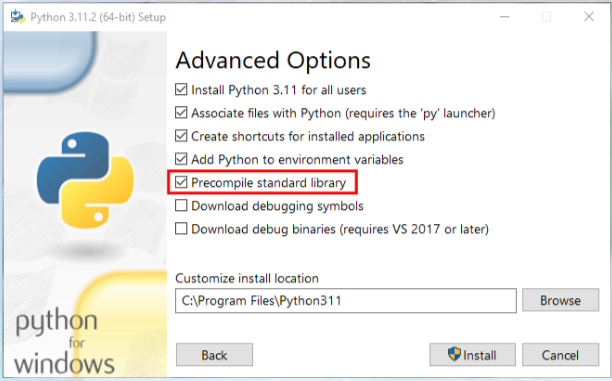 Python 3.11.2 (64-bit) Setup
Advanced Options
Install Python 3.11 for all users
Associate files with Python (requires the 'py' launcher)
Create shortcuts for installed applications
Add Python to environment variables
Precompile standard library
Download debugging symbols
Download debug binaries (requires VS 2017 or later)
Customize install location
C:\Program Files\Python311
Browse
python
for
windows
Back
Install
Cancel